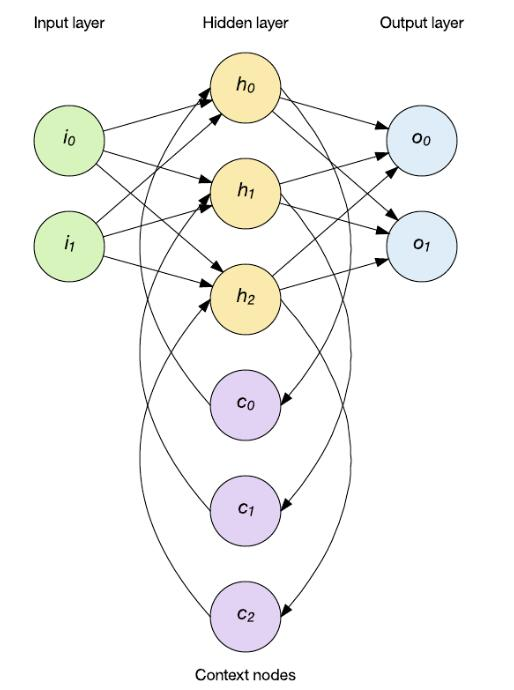 Input layer
Hidden layer
Output layer
h0
i0
o0
h1
i1
o1
h2
c0
c1
c2
Context nodes